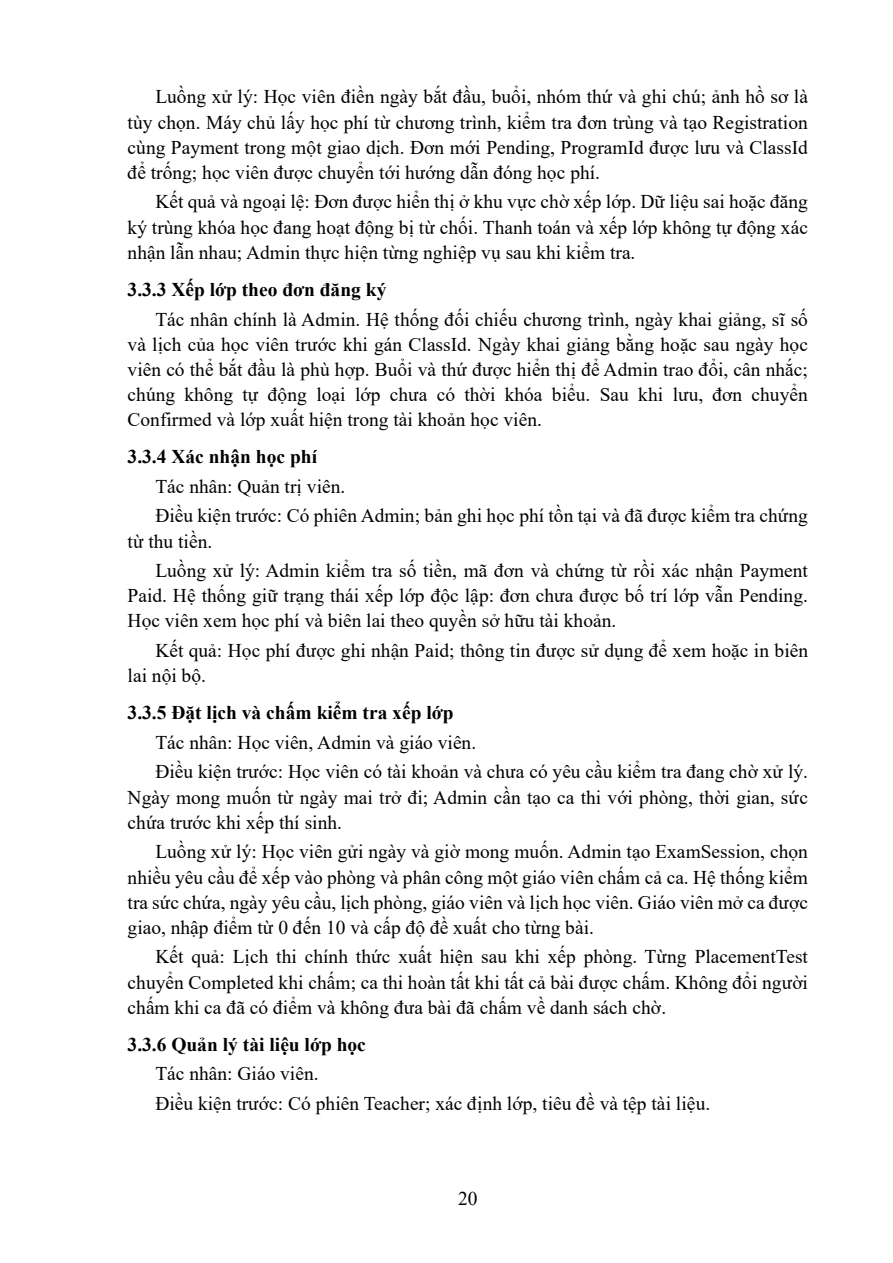 Luồng xử lý: Học viên điền ngày bắt đầu, buổi, nhóm thứ và ghi chú; ảnh hồ sơ là
tùy chọn. Máy chủ lấy học phí từ chương trình, kiểm tra đơn trùng và tạo Registration
cùng Payment trong một giao dịch. Đơn mới Pending, ProgramId được lưu và ClassId
để trống; học viên được chuyển tới hướng dẫn đóng học phí.
Kết quả và ngoại lệ: Đơn được hiển thị ở khu vực chờ xếp lớp. Dữ liệu sai hoặc đăng
ký trùng khóa học đang hoạt động bị từ chối. Thanh toán và xếp lớp không tự động xác
nhận lẫn nhau; Admin thực hiện từng nghiệp vụ sau khi kiểm tra.
3.3.3 Xếp lớp theo đơn đăng ký
Tác nhân chính là Admin. Hệ thống đối chiếu chương trình, ngày khai giảng, sĩ số
và lịch của học viên trước khi gán ClassId. Ngày khai giảng bằng hoặc sau ngày học
viên có thể bắt đầu là phù hợp. Buổi và thứ được hiển thị để Admin trao đổi, cân nhắc;
chúng không tự động loại lớp chưa có thời khóa biểu. Sau khi lưu, đơn chuyển
Confirmed và lớp xuất hiện trong tài khoản học viên.
3.3.4 Xác nhận học phí
Tác nhân: Quản trị viên.
Điều kiện trước: Có phiên Admin; bản ghi học phí tồn tại và đã được kiểm tra chứng
từ thu tiền.
Luồng xử lý: Admin kiểm tra số tiền, mã đơn và chứng từ rồi xác nhận Payment
Paid. Hệ thống giữ trạng thái xếp lớp độc lập: đơn chưa được bố trí lớp vẫn Pending.
Học viên xem học phí và biên lai theo quyền sở hữu tài khoản.
Kết quả: Học phí được ghi nhận Paid; thông tin được sử dụng để xem hoặc in biên
lai nội bộ.
3.3.5 Đặt lịch và chấm kiểm tra xếp lớp
Tác nhân: Học viên, Admin và giáo viên.
Điều kiện trước: Học viên có tài khoản và chưa có yêu cầu kiểm tra đang chờ xử lý.
Ngày mong muốn từ ngày mai trở đi; Admin cần tạo ca thi với phòng, thời gian, sức
chứa trước khi xếp thí sinh.
Luồng xử lý: Học viên gửi ngày và giờ mong muốn. Admin tạo ExamSession, chọn
nhiều yêu cầu để xếp vào phòng và phân công một giáo viên chấm cả ca. Hệ thống kiểm
tra sức chứa, ngày yêu cầu, lịch phòng, giáo viên và lịch học viên. Giáo viên mở ca được
giao, nhập điểm từ 0 đến 10 và cấp độ đề xuất cho từng bài.
Kết quả: Lịch thi chính thức xuất hiện sau khi xếp phòng. Từng PlacementTest
chuyển Completed khi chấm; ca thi hoàn tất khi tất cả bài được chấm. Không đổi người
chấm khi ca đã có điểm và không đưa bài đã chấm về danh sách chờ.
3.3.6 Quản lý tài liệu lớp học
Tác nhân: Giáo viên.
Điều kiện trước: Có phiên Teacher; xác định lớp, tiêu đề và tệp tài liệu.
20